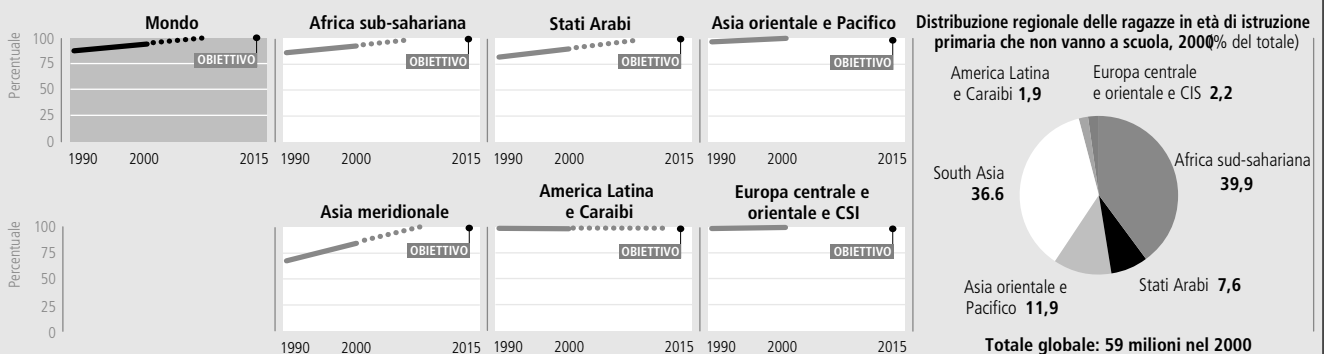 Mondo
Percentuale
100
75
50
25
0
OBIETTIVO
1990 2000 2015
Africa sub-sahariana
OBIETTIVO
1990 2000 2015
Stati Arabi
OBIETTIVO
1990 2000 2015
Asia orientale e Pacifico
OBIETTIVO
1990 2000 2015
Percentuale
100
75
50
25
0
Asia meridionale
OBIETTIVO
1990 2000 2015
America Latina
e Caraibi
OBIETTIVO
1990 2000 2015
Europa centrale e
orientale e CSI
OBIETTIVO
1990 2000 2015
Distribuzione regionale delle ragazze in età di istruzione
primaria che non vanno a scuola, 2000 (% del totale)
America Latina
e Caraibi 1,9
Europa centrale
e orientale e CIS 2,2
South Asia
36.6
Africa sud-sahariana
39,9
Asia orientale e
Pacifico 11,9
Stati Arabi 7,6
Totale globale: 59 milioni nel 2000